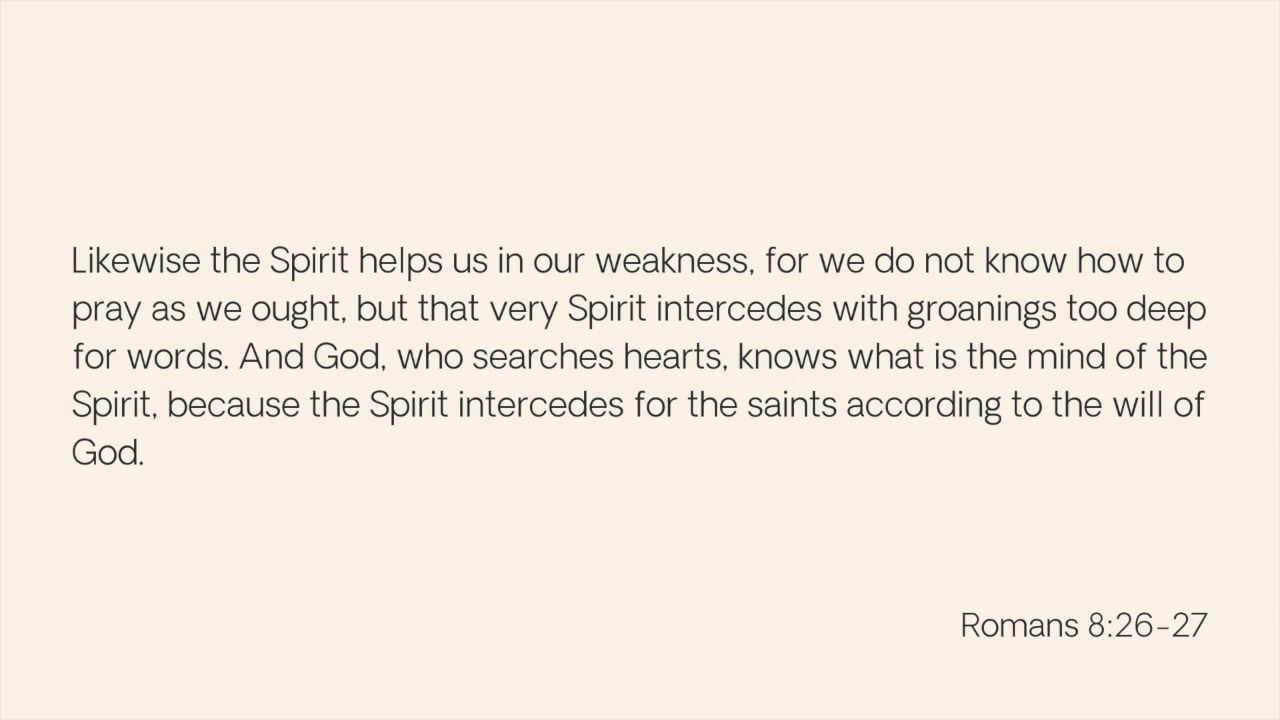 Likewise the Spirit helps us in our weakness, for we do not know how to
pray as we ought, but that very Spirit intercedes with groanings too deep
for words. And God, who searches hearts, knows what is the mind of the
Spirit, because the Spirit intercedes for the saints according to the will of
God.
Romans 8:26-27